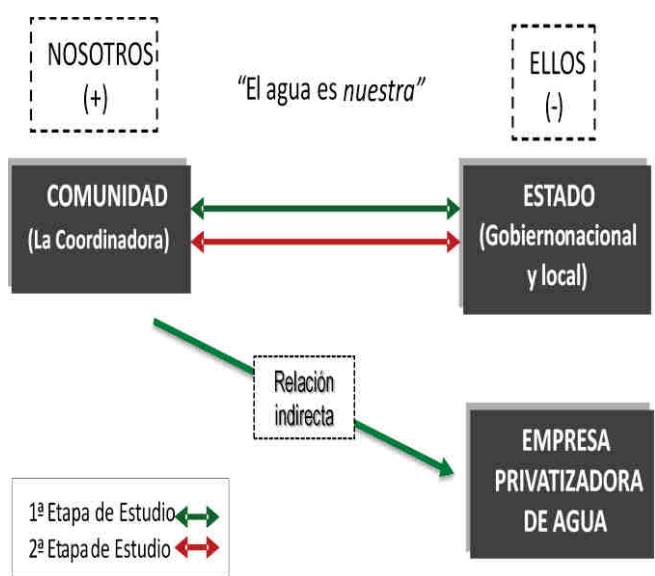 NOSOTROS
(+)
"El agua es nuestra"
ELLOS
(-)
COMUNIDAD
(La Coordinadora)
ESTADO
(Gobiernonacional
y local)
Relación
indirecta
EMPRESA
PRIVATIZADORA
DE AGUA
1ª Etapa de Estudio
2ª Etapa de Estudio